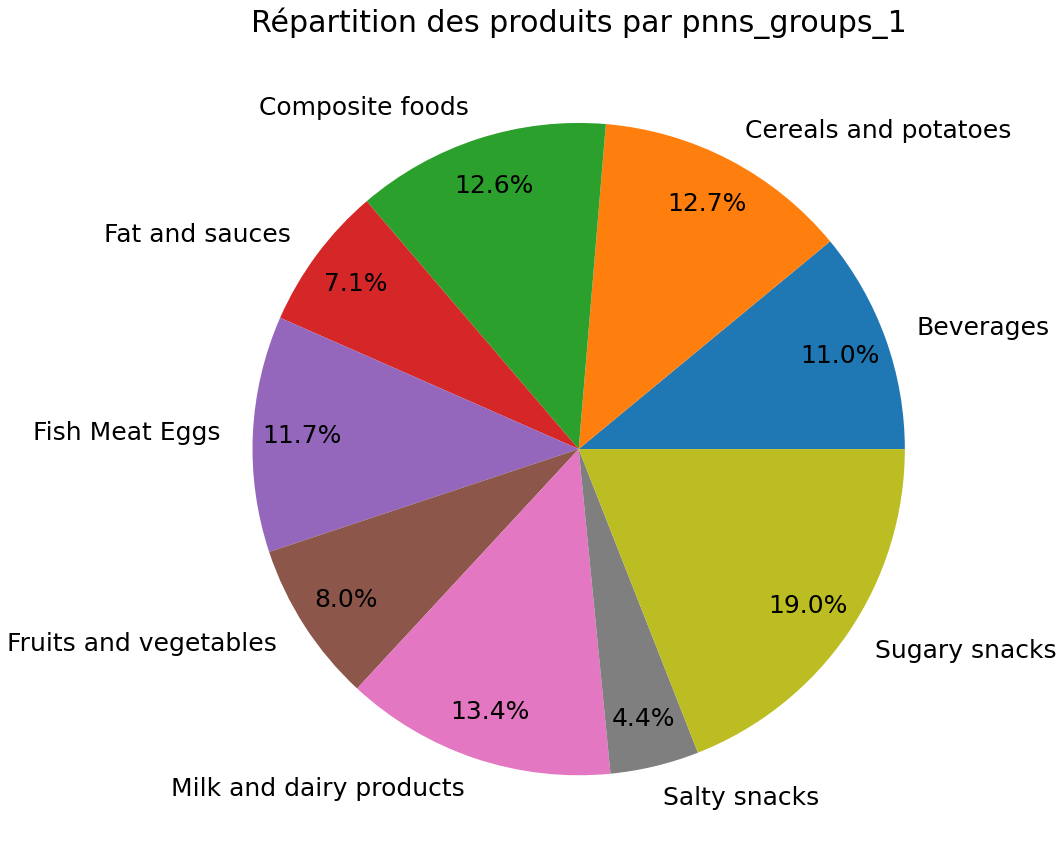 Répartition des produits par pnns_groups_1
Composite foods
Cereals and potatoes
12.6%
12.7%
Fat and sauces
7.1%
Beverages
11.0%
Fish Meat Eggs
11.7%
8.0%
19.0%
Fruits and vegetables
Sugary snacks
13.4%
4.4%
Milk and dairy products
Salty snacks